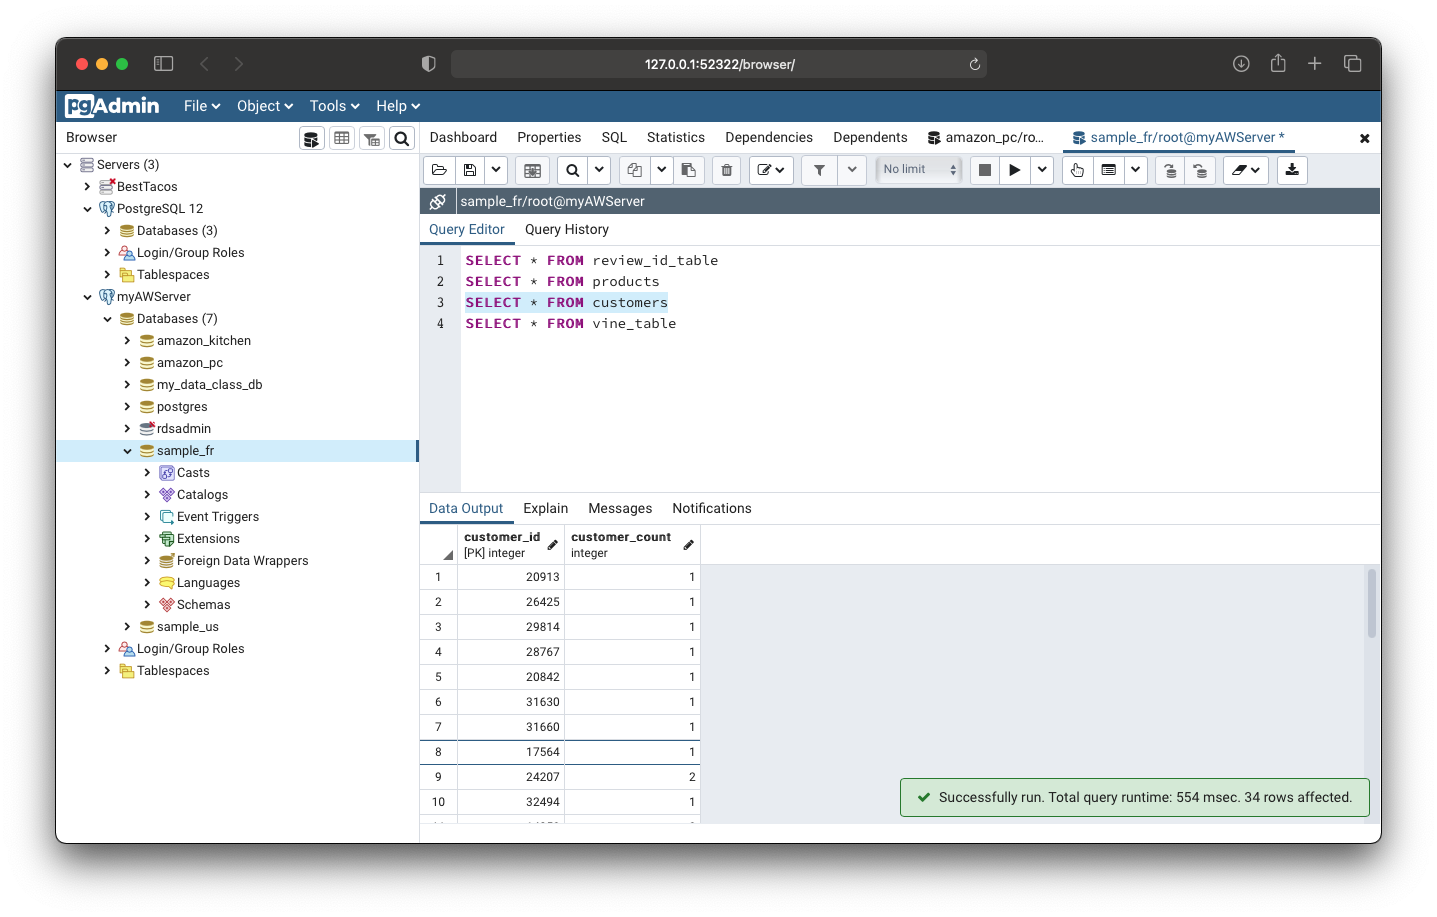 127.0.0.1:52322/browser/
pgAdmin File Object Tools Help
Browser
Servers (3)
BestTacos
PostgreSQL 12
Databases (3)
Login/Group Roles
Tablespaces
myAWServer
Databases (7)
amazon_kitchen
amazon_pc
my_data_class_db
postgres
rdsadmin
sample_fr
Casts
Catalogs
Event Triggers
Extensions
Foreign Data Wrappers
Languages
Schemas
sample_us
Login/Group Roles
Tablespaces
Dashboard Properties SQL Statistics Dependencies Dependents amazon_pc/ro... sample_fr/root@myAWServer *
No limit
sample_fr/root@myAWServer
Query Editor Query History
1 SELECT * FROM review_id_table
2 SELECT * FROM products
3 SELECT * FROM customers
4 SELECT * FROM vine_table
Data Output Explain Messages Notifications
customer_id customer_count
[PK] integer integer
1 20913 1
2 26425 1
3 29814 1
4 28767 1
5 20842 1
6 31630 1
7 31660 1
8 17564 1
9 24207 2
10 32494 1
Successfully run. Total query runtime: 554 msec. 34 rows affected.